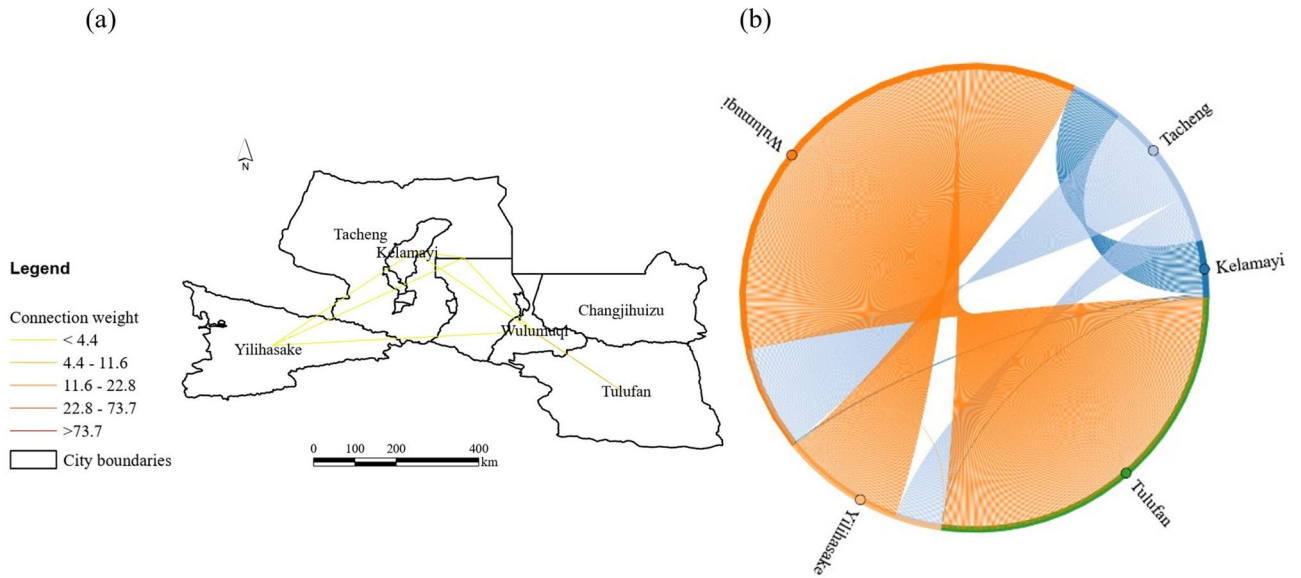 (a)
(b)
N
Tacheng
Kelamayi
Changjihuizu
Wulumuqi
Yilihasake
Tulufan
Legend
Connection weight
< 4.4
4.4 - 11.6
11.6 - 22.8
22.8 - 73.7
>73.7
City boundaries
0 100 200 400
km
Wulumuqi
Tacheng
Kelamayi
Tulufan
Yilihasake